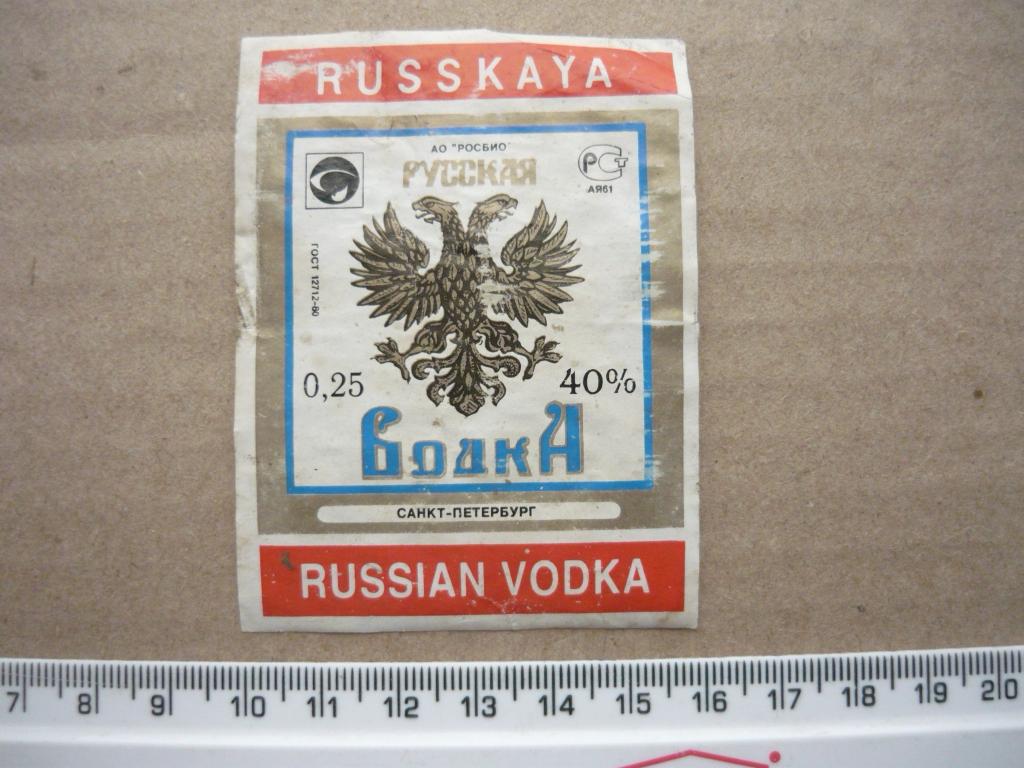 RUSSKAYA
АО "РОСБИО"
РУССКАЯ
РСТ
АЯ61
ГОСТ 12712-80
0,25
40%
ВОДКА
САНКТ-ПЕТЕРБУРГ
RUSSIAN VODKA
7 8 9 10 11 12 13 14 15 16 17 18 19 20